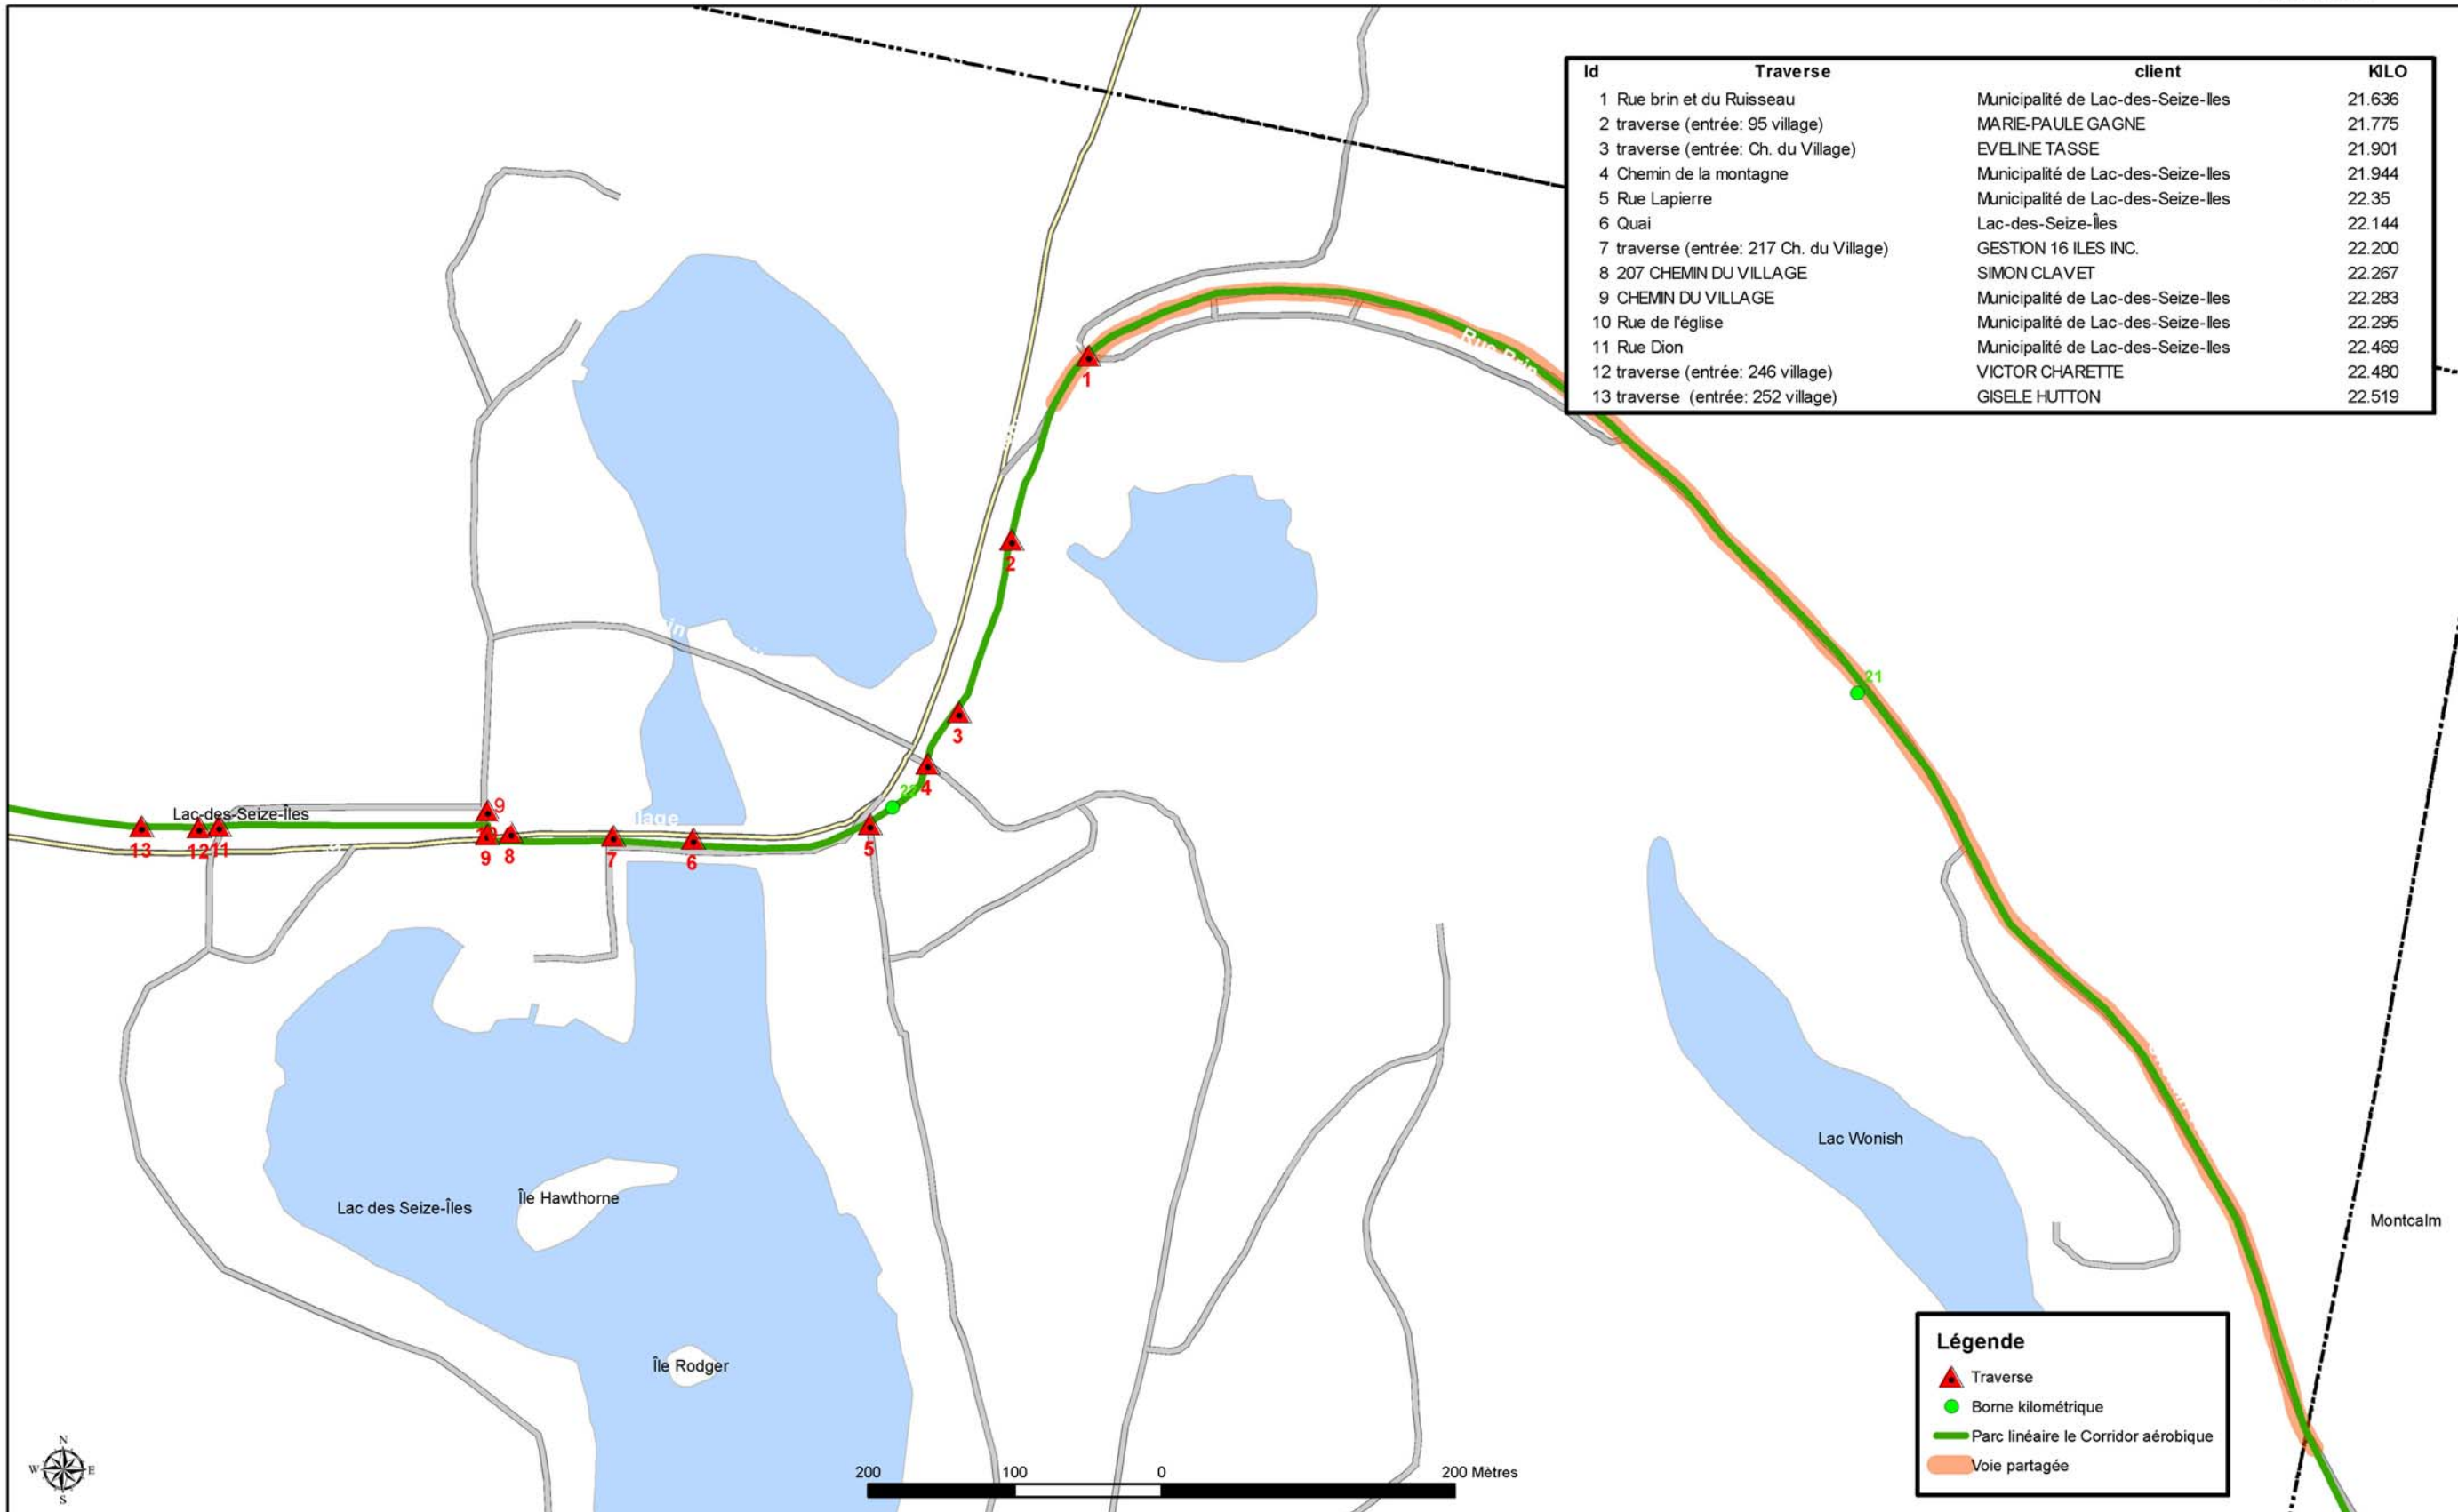 Id Traverse client KILO
1 Rue brin et du Ruisseau Municipalité de Lac-des-Seize-Iles 21.636
2 traverse (entrée: 95 village) MARIE-PAULE GAGNE 21.775
3 traverse (entrée: Ch. du Village) EVELINE TASSE 21.901
4 Chemin de la montagne Municipalité de Lac-des-Seize-Iles 21.944
5 Rue Lapierre Municipalité de Lac-des-Seize-Iles 22.35
6 Quai Lac-des-Seize-Îles 22.144
7 traverse (entrée: 217 Ch. du Village) GESTION 16 ILES INC. 22.200
8 207 CHEMIN DU VILLAGE SIMON CLAVET 22.267
9 CHEMIN DU VILLAGE Municipalité de Lac-des-Seize-Iles 22.283
10 Rue de l'église Municipalité de Lac-des-Seize-Iles 22.295
11 Rue Dion Municipalité de Lac-des-Seize-Iles 22.469
12 traverse (entrée: 246 village) VICTOR CHARETTE 22.480
13 traverse (entrée: 252 village) GISELE HUTTON 22.519
Rue Brin
1
2
21
3
4
22
9
Lac-des-Seize-Îles
lage
13
12
11
10
9
8
7
6
5
Lac Wonish
Île Hawthorne
Lac des Seize-Îles
Montcalm
Île Rodger
Légende
Traverse
Borne kilométrique
Parc linéaire le Corridor aérobique
Voie partagée
N
W E
S
200 100 0 200 Mètres